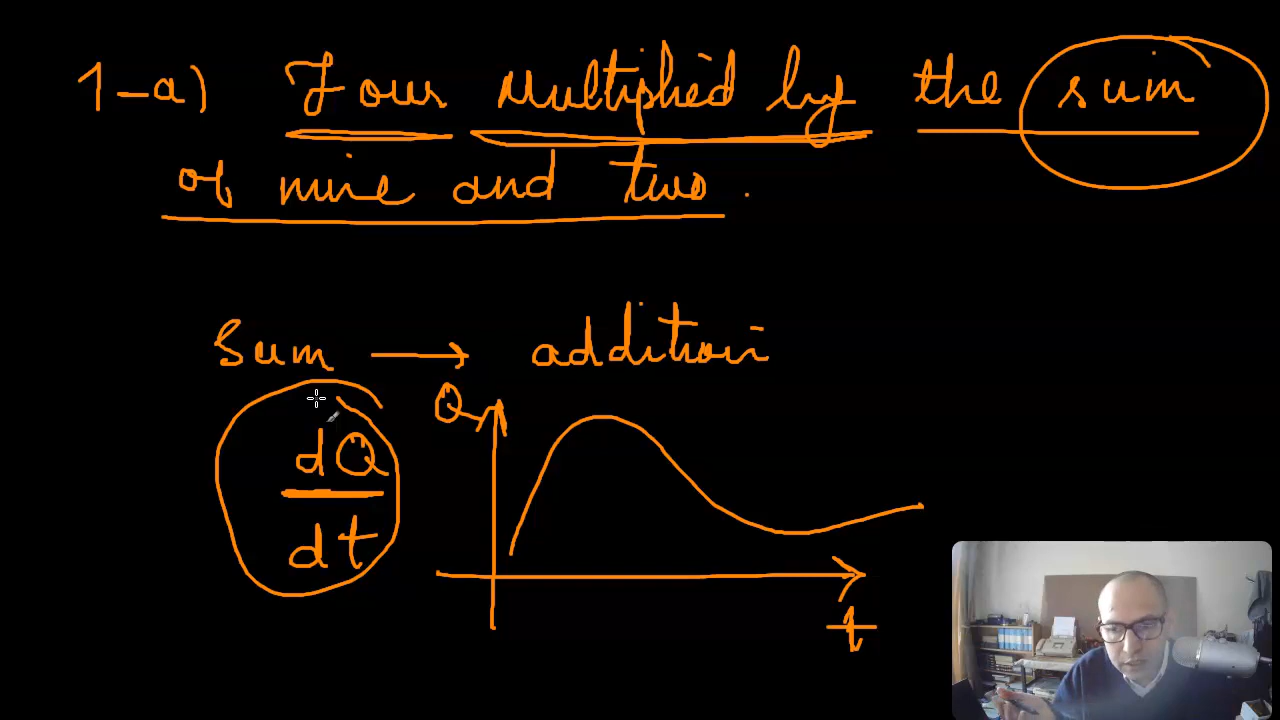 1-a) Four multiplied by the sum
of nine and two.
Sum → addition
Q
dQ
dt
t